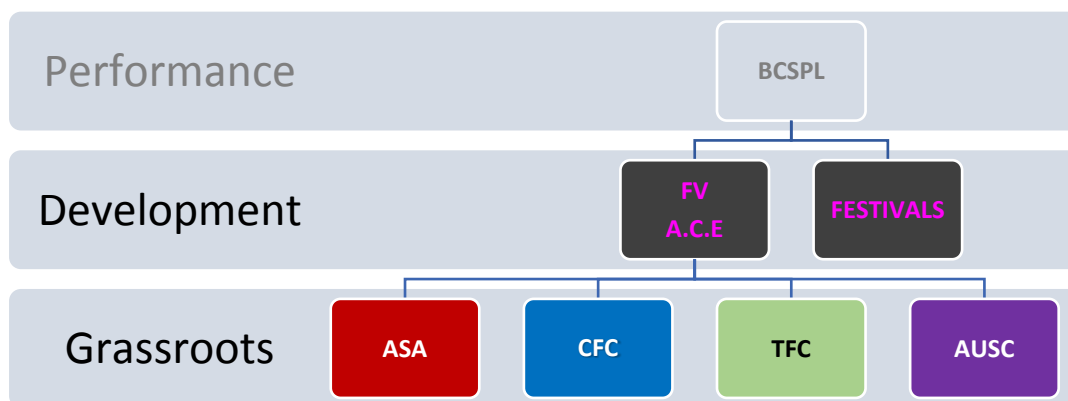 Performance
BCSPL
Development
FV
A.C.E
FESTIVALS
Grassroots
ASA
CFC
TFC
AUSC